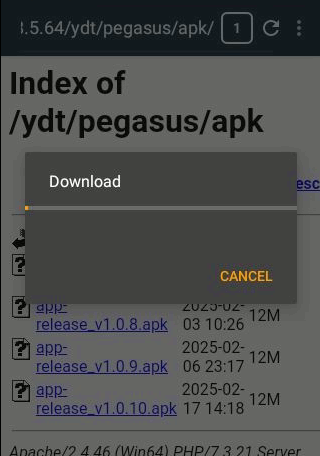 3.5.64/ydt/pegasus/apk/ 1
Index of
/ydt/pegasus/apk
esc
Download
CANCEL
app- 2025-02-
release_v1.0.8.apk 03 10:26 12M
app- 2025-02-
release_v1.0.9.apk 06 23:17 12M
app- 2025-02-
release_v1.0.10.apk 17 14:18 12M
Apache/2.4.46 (Win64) PHP/7.3.21 Server